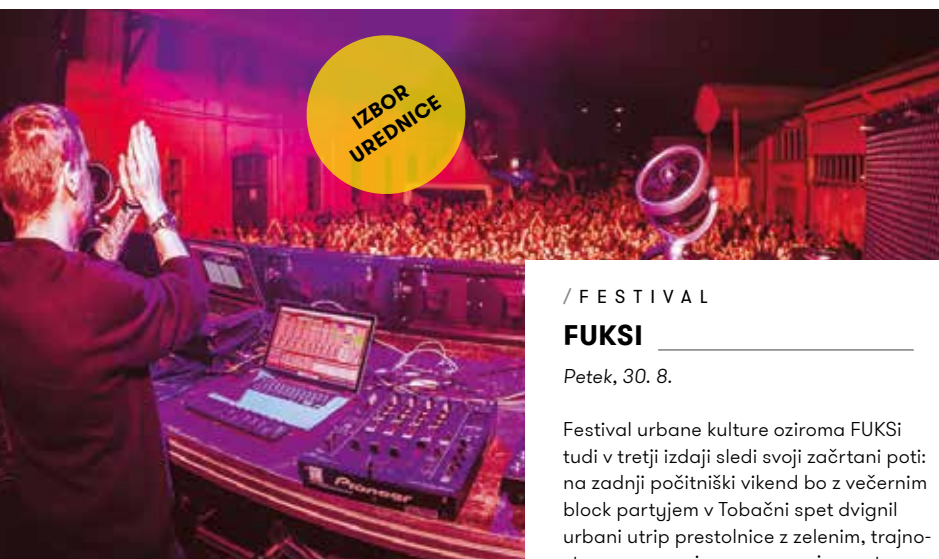 IZBOR
UREDNICE
Pioneer
/FESTIVAL
FUKSI
Petek, 30. 8.
Festival urbane kulture oziroma FUKSi
tudi v tretji izdaji sledi svoji začrtani poti:
na zadnji počitniški vikend bo z večernim
block partyjem v Tobačni spet dvignil
urbani utrip prestolnice z zelenim, trajno-